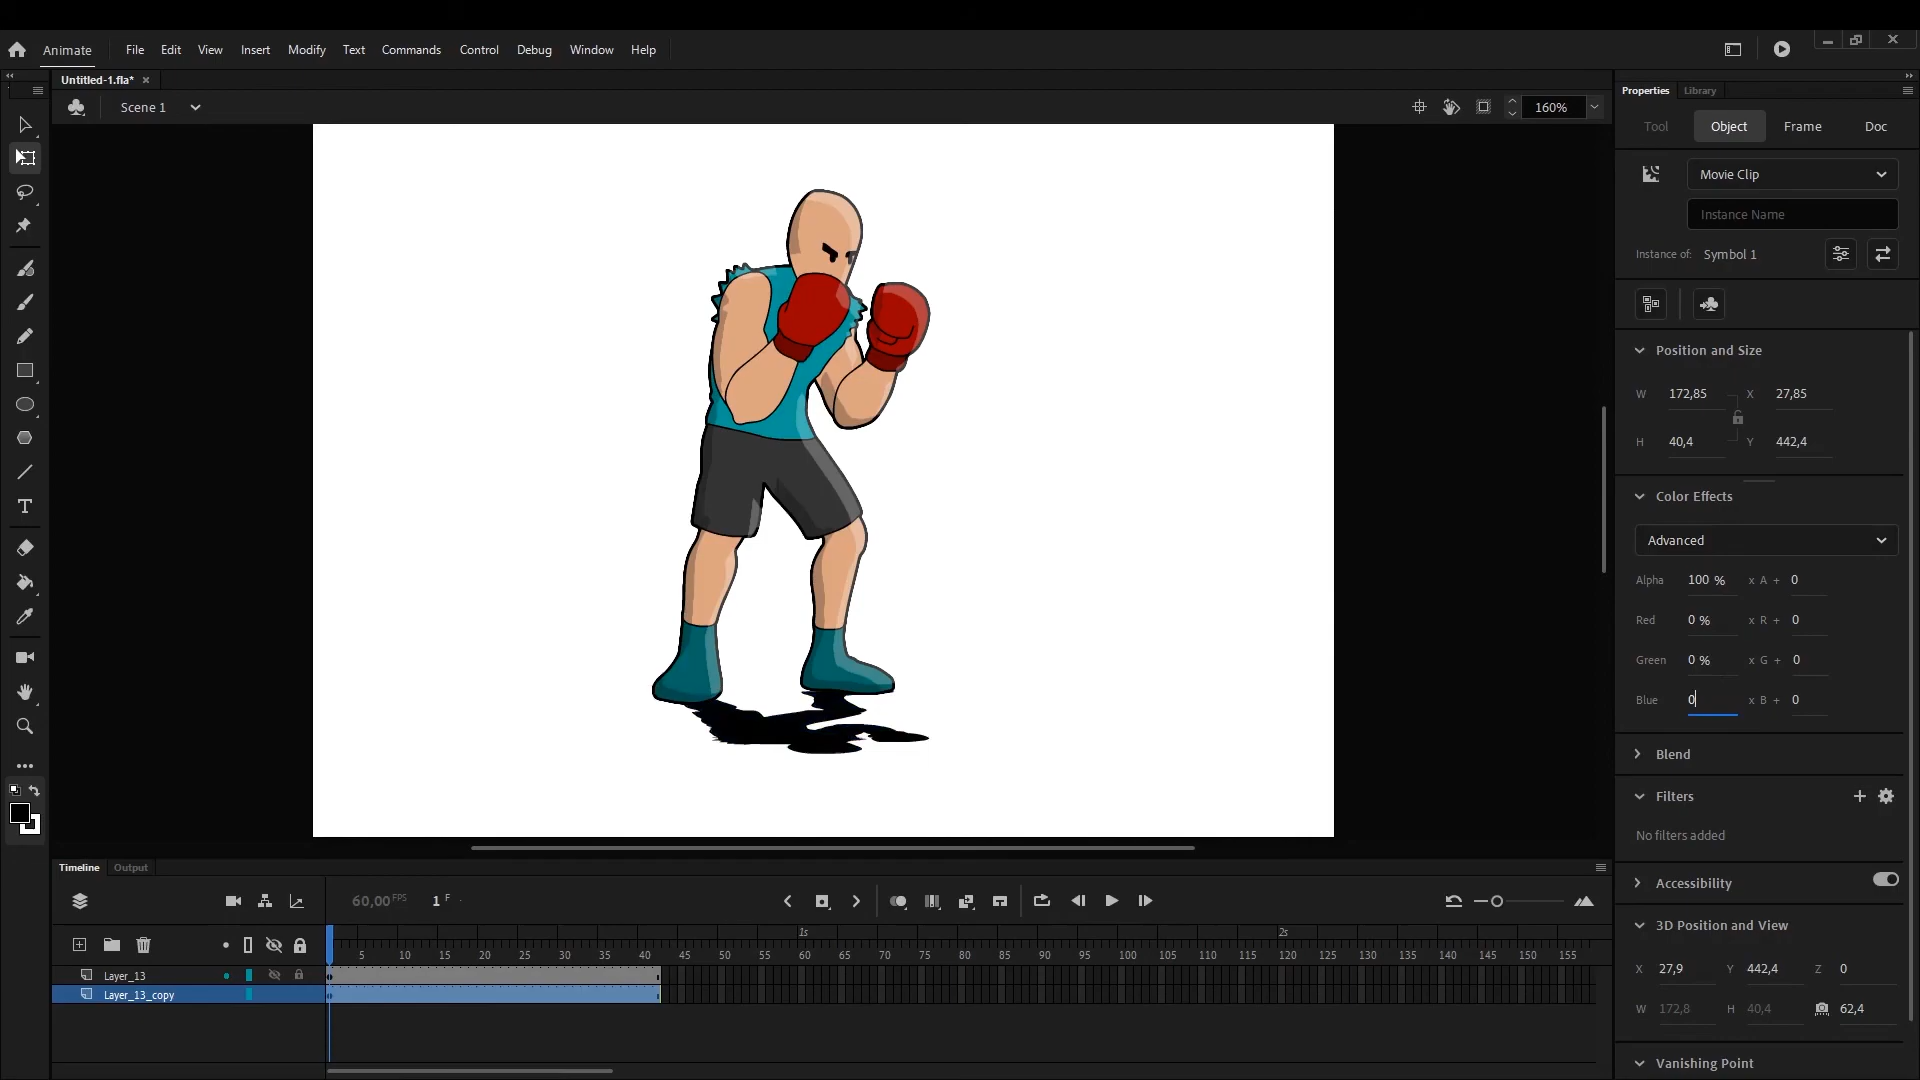 Animate File Edit View Insert Modify Text Commands Control Debug Window Help
Untitled-1.fla*
Properties Library
Scene 1
160%
Tool Object Frame Doc
Movie Clip
Instance Name
Instance of: Symbol 1
Position and Size
W 172,85 X 27,85
H 40,4 Y 442,4
Color Effects
Advanced
Alpha 100 % x A + 0
Red 0 % x R + 0
Green 0 % x G + 0
Blue 0 x B + 0
Blend
Filters
No filters added
Accessibility
3D Position and View
X 27,9 Y 442,4 Z 0
W 172,8 H 40,4 62,4
Vanishing Point
Timeline Output
60,00 FPS 1 F
1s 2s
5 10 15 20 25 30 35 40 45 50 55 60 65 70 75 80 85 90 95 100 105 110 115 120 125 130 135 140 145 150 155
Layer_13
Layer_13_copy